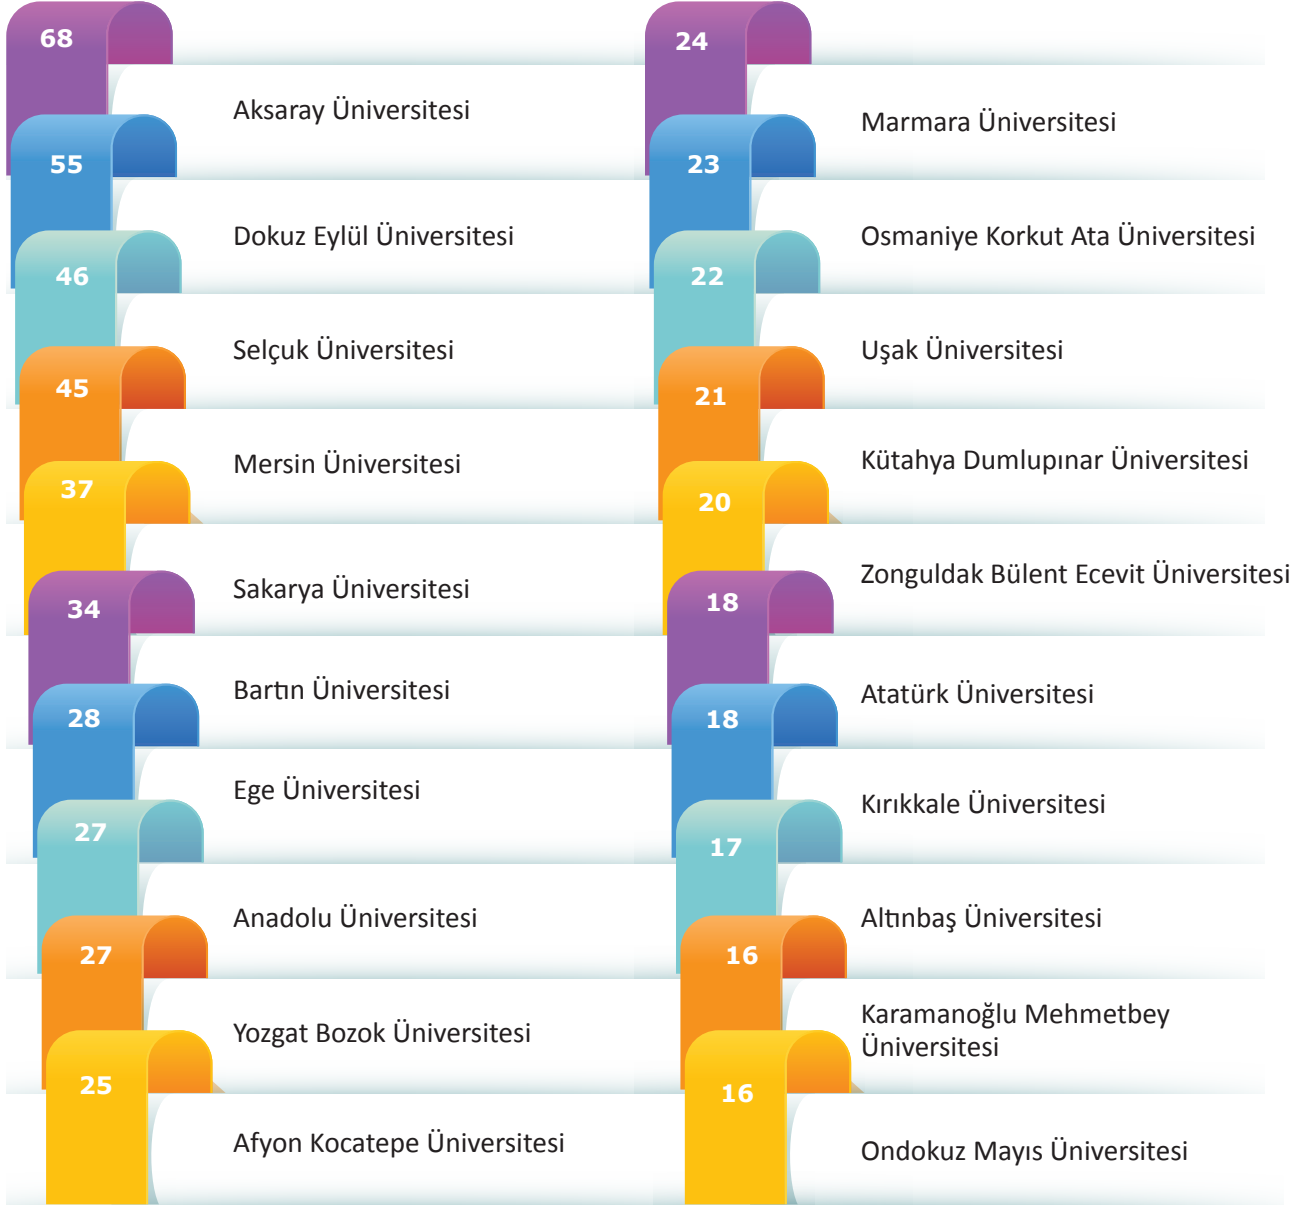 68
Aksaray Üniversitesi
55
Dokuz Eylül Üniversitesi
46
Selçuk Üniversitesi
45
Mersin Üniversitesi
37
Sakarya Üniversitesi
34
Bartın Üniversitesi
28
Ege Üniversitesi
27
Anadolu Üniversitesi
27
Yozgat Bozok Üniversitesi
25
Afyon Kocatepe Üniversitesi
24
Marmara Üniversitesi
23
Osmaniye Korkut Ata Üniversitesi
22
Uşak Üniversitesi
21
Kütahya Dumlupınar Üniversitesi
20
Zonguldak Bülent Ecevit Üniversitesi
18
Atatürk Üniversitesi
18
Kırıkkale Üniversitesi
17
Altınbaş Üniversitesi
16
Karamanoğlu Mehmetbey
Üniversitesi
16
Ondokuz Mayıs Üniversitesi